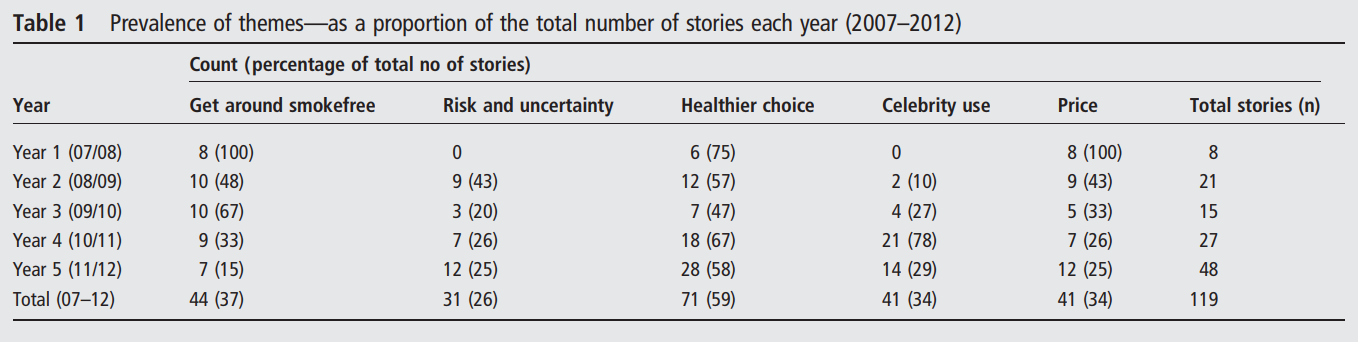 Table 1 Prevalence of themes—as a proportion of the total number of stories each year (2007–2012)
Count (percentage of total no of stories)
Year Get around smokefree Risk and uncertainty Healthier choice Celebrity use Price Total stories (n)
Year 1 (07/08) 8 (100) 0 6 (75) 0 8 (100) 8
Year 2 (08/09) 10 (48) 9 (43) 12 (57) 2 (10) 9 (43) 21
Year 3 (09/10) 10 (67) 3 (20) 7 (47) 4 (27) 5 (33) 15
Year 4 (10/11) 9 (33) 7 (26) 18 (67) 21 (78) 7 (26) 27
Year 5 (11/12) 7 (15) 12 (25) 28 (58) 14 (29) 12 (25) 48
Total (07–12) 44 (37) 31 (26) 71 (59) 41 (34) 41 (34) 119